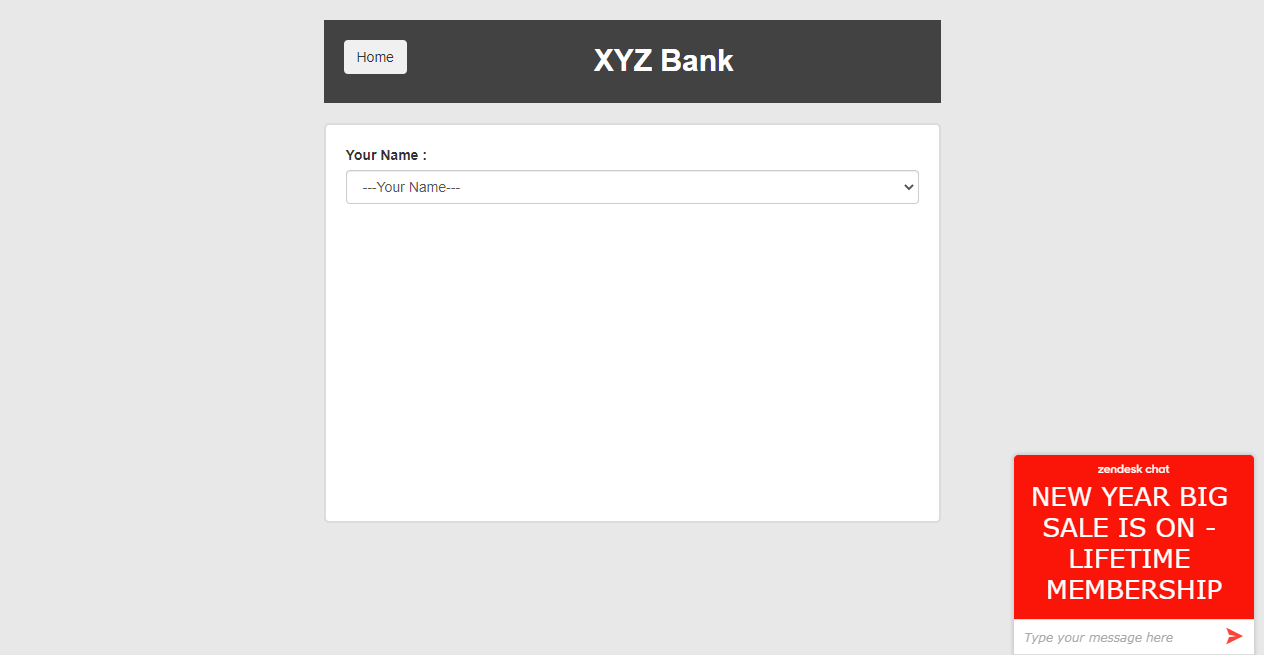 Home
XYZ Bank
Your Name :
---Your Name---
zendesk chat
NEW YEAR BIG
SALE IS ON -
LIFETIME
MEMBERSHIP
Type your message here